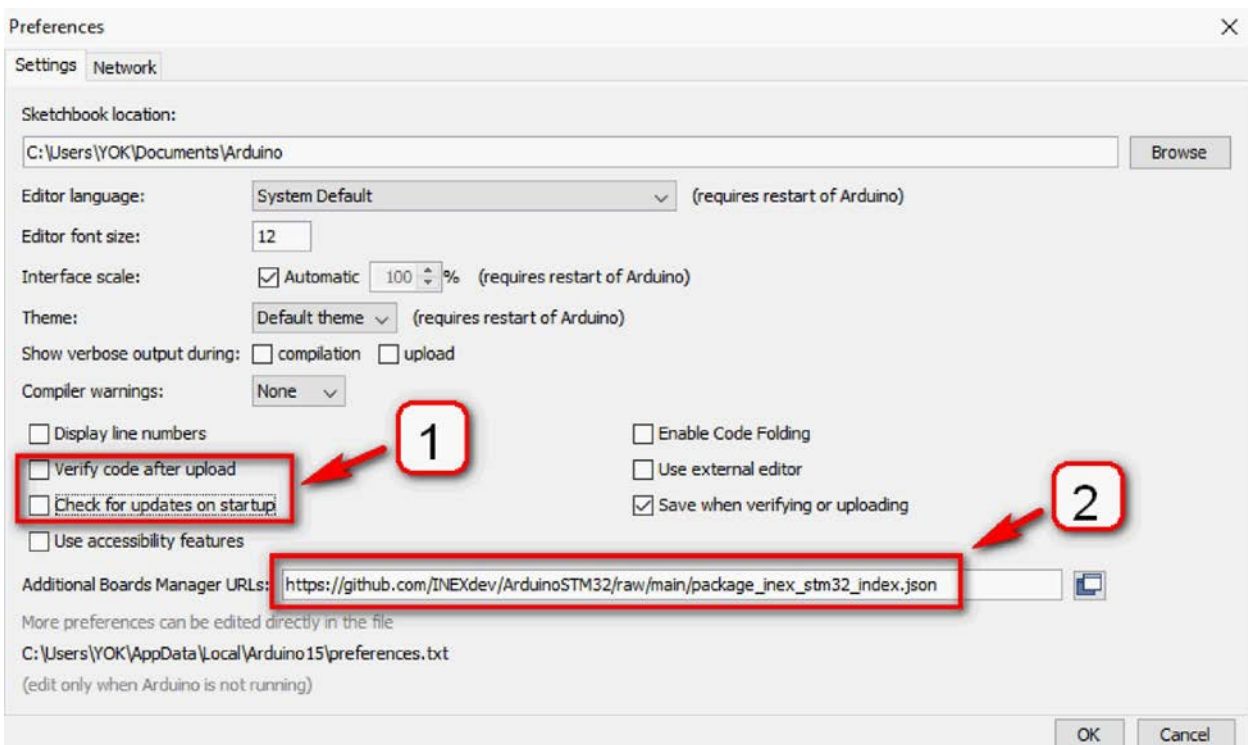 Preferences
Settings Network
Sketchbook location:
C:\Users\YOK\Documents\Arduino Browse
Editor language: System Default (requires restart of Arduino)
Editor font size: 12
Interface scale: Automatic 100 % (requires restart of Arduino)
Theme: Default theme (requires restart of Arduino)
Show verbose output during: compilation upload
Compiler warnings: None
1
Display line numbers Enable Code Folding
Verify code after upload Use external editor
Check for updates on startup Save when verifying or uploading
2
Use accessibility features
Additional Boards Manager URLs: https://github.com/INEXdev/ArduinoSTM32/raw/main/package_inex_stm32_index.json
More preferences can be edited directly in the file
C:\Users\YOK\AppData\Local\Arduino15\preferences.txt
(edit only when Arduino is not running)
OK Cancel